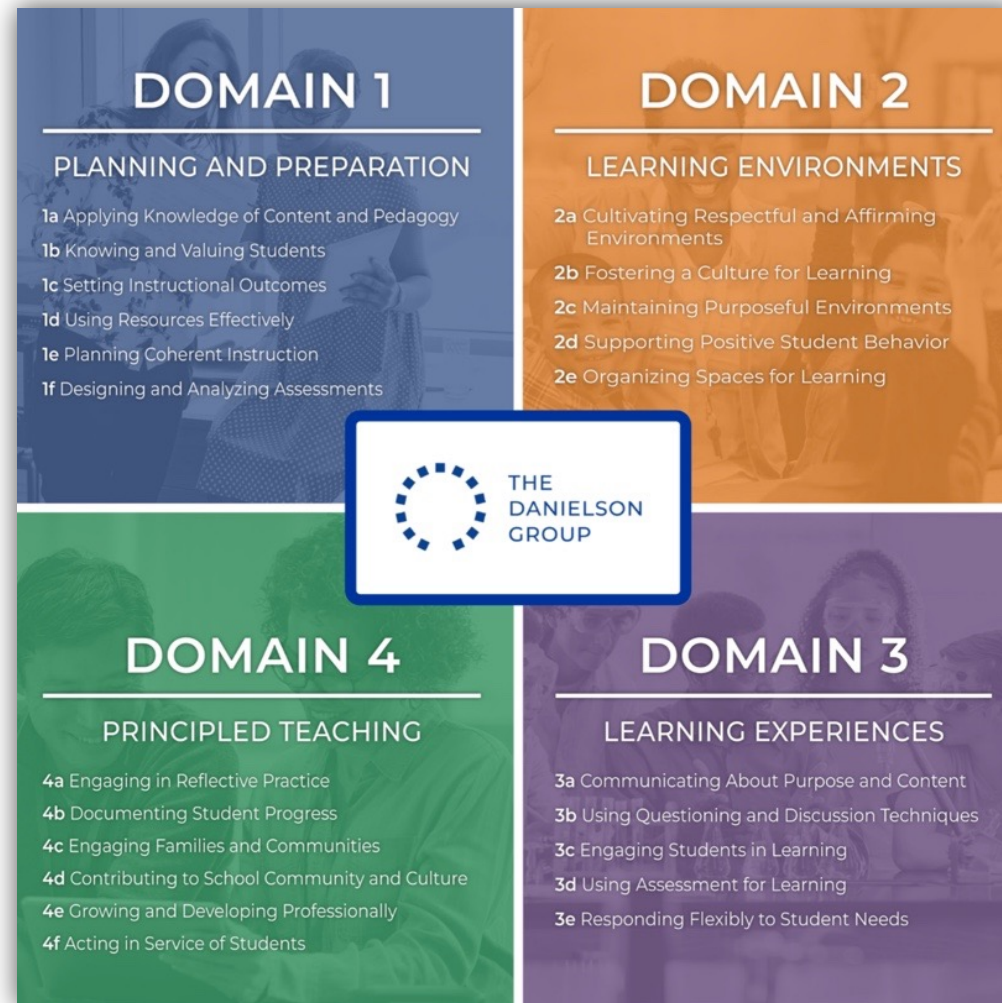 DOMAIN 1
PLANNING AND PREPARATION
1a Applying Knowledge of Content and Pedagogy
1b Knowing and Valuing Students
1c Setting Instructional Outcomes
1d Using Resources Effectively
1e Planning Coherent Instruction
1f Designing and Analyzing Assessments
DOMAIN 2
LEARNING ENVIRONMENTS
2a Cultivating Respectful and Affirming
Environments
2b Fostering a Culture for Learning
2c Maintaining Purposeful Environments
2d Supporting Positive Student Behavior
2e Organizing Spaces for Learning
THE
DANIELSON
GROUP
DOMAIN 4
PRINCIPLED TEACHING
4a Engaging in Reflective Practice
4b Documenting Student Progress
4c Engaging Families and Communities
4d Contributing to School Community and Culture
4e Growing and Developing Professionally
4f Acting in Service of Students
DOMAIN 3
LEARNING EXPERIENCES
3a Communicating About Purpose and Content
3b Using Questioning and Discussion Techniques
3c Engaging Students in Learning
3d Using Assessment for Learning
3e Responding Flexibly to Student Needs